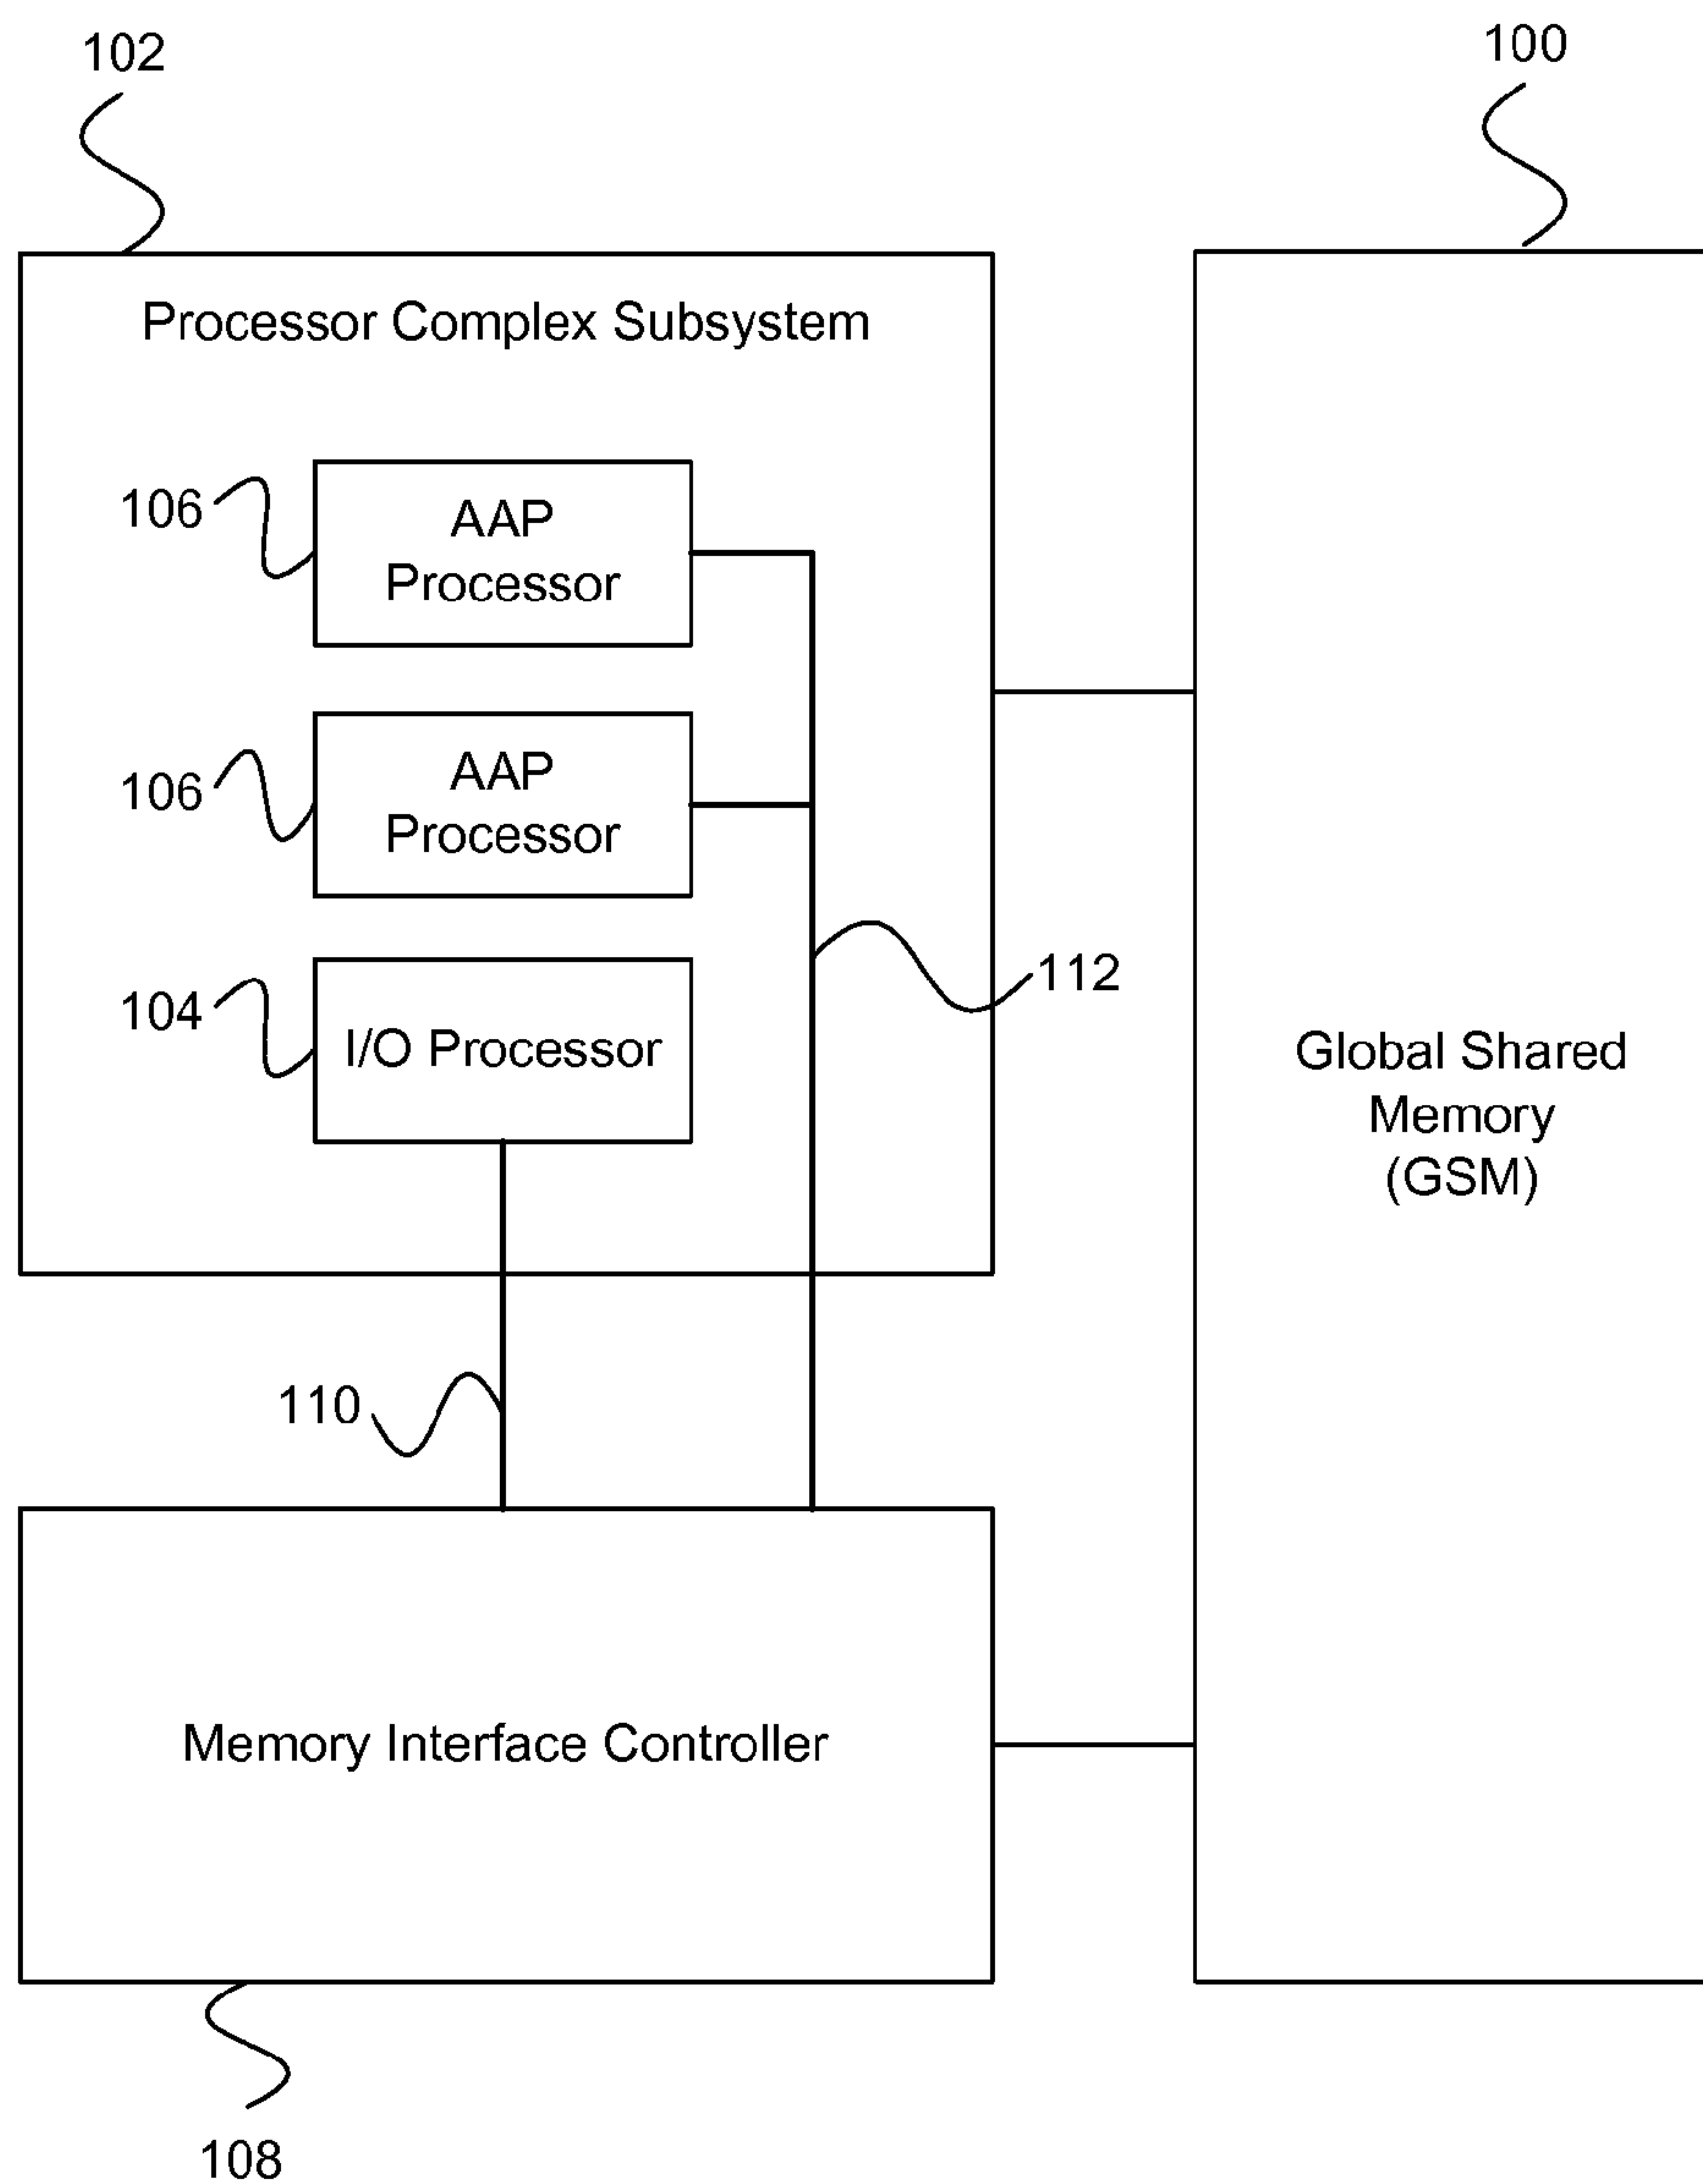 102
100
Processor Complex Subsystem
106
AAP
Processor
106
AAP
Processor
112
104
I/O Processor
Global Shared
Memory
(GSM)
110
Memory Interface Controller
108